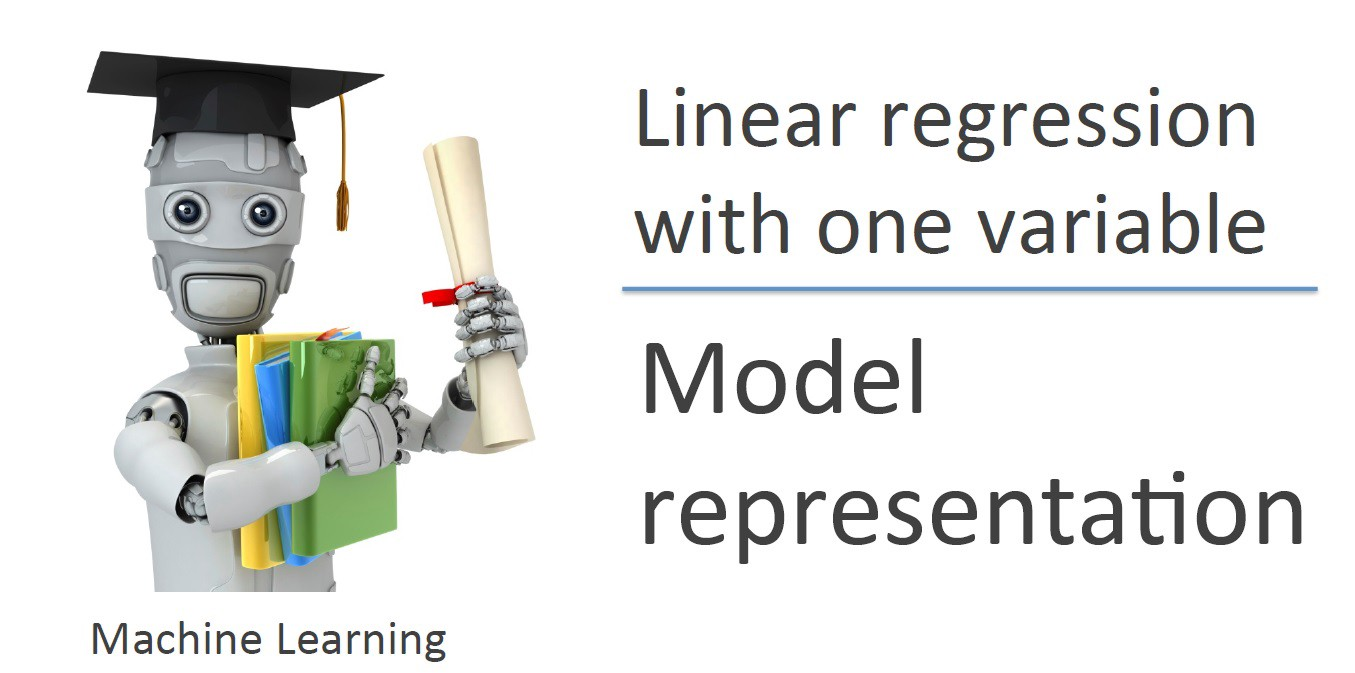 Linear regression
with one variable
Model
representation
Machine Learning